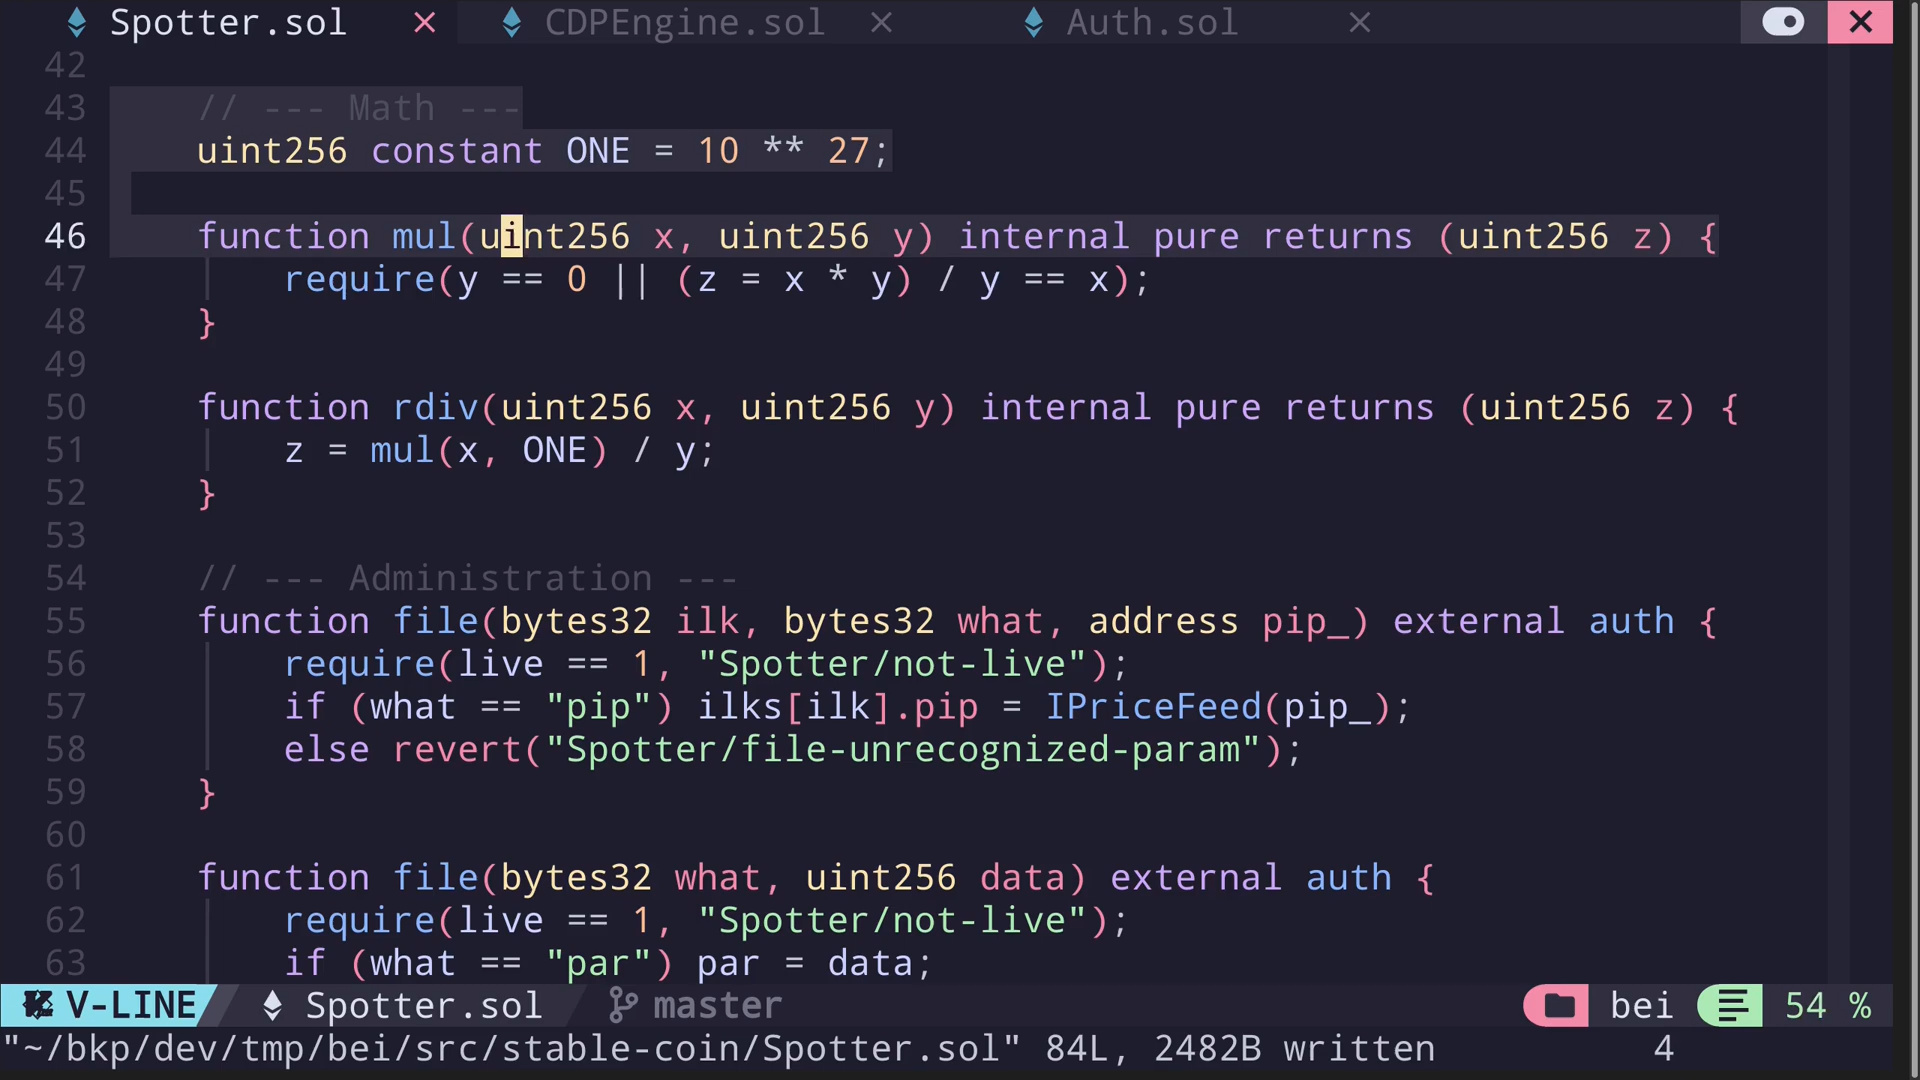 Spotter.sol × CDPEngine.sol × Auth.sol × ×
42
43 // --- Math ---
44 uint256 constant ONE = 10 ** 27;
45
46 function mul(uint256 x, uint256 y) internal pure returns (uint256 z) {
47 require(y == 0 || (z = x * y) / y == x);
48 }
49
50 function rdiv(uint256 x, uint256 y) internal pure returns (uint256 z) {
51 z = mul(x, ONE) / y;
52 }
53
54 // --- Administration ---
55 function file(bytes32 ilk, bytes32 what, address pip_) external auth {
56 require(live == 1, "Spotter/not-live");
57 if (what == "pip") ilks[ilk].pip = IPriceFeed(pip_);
58 else revert("Spotter/file-unrecognized-param");
59 }
60
61 function file(bytes32 what, uint256 data) external auth {
62 require(live == 1, "Spotter/not-live");
63 if (what == "par") par = data;
V-LINE Spotter.sol master bei 54 %
"~/bkp/dev/tmp/bei/src/stable-coin/Spotter.sol" 84L, 2482B written 4